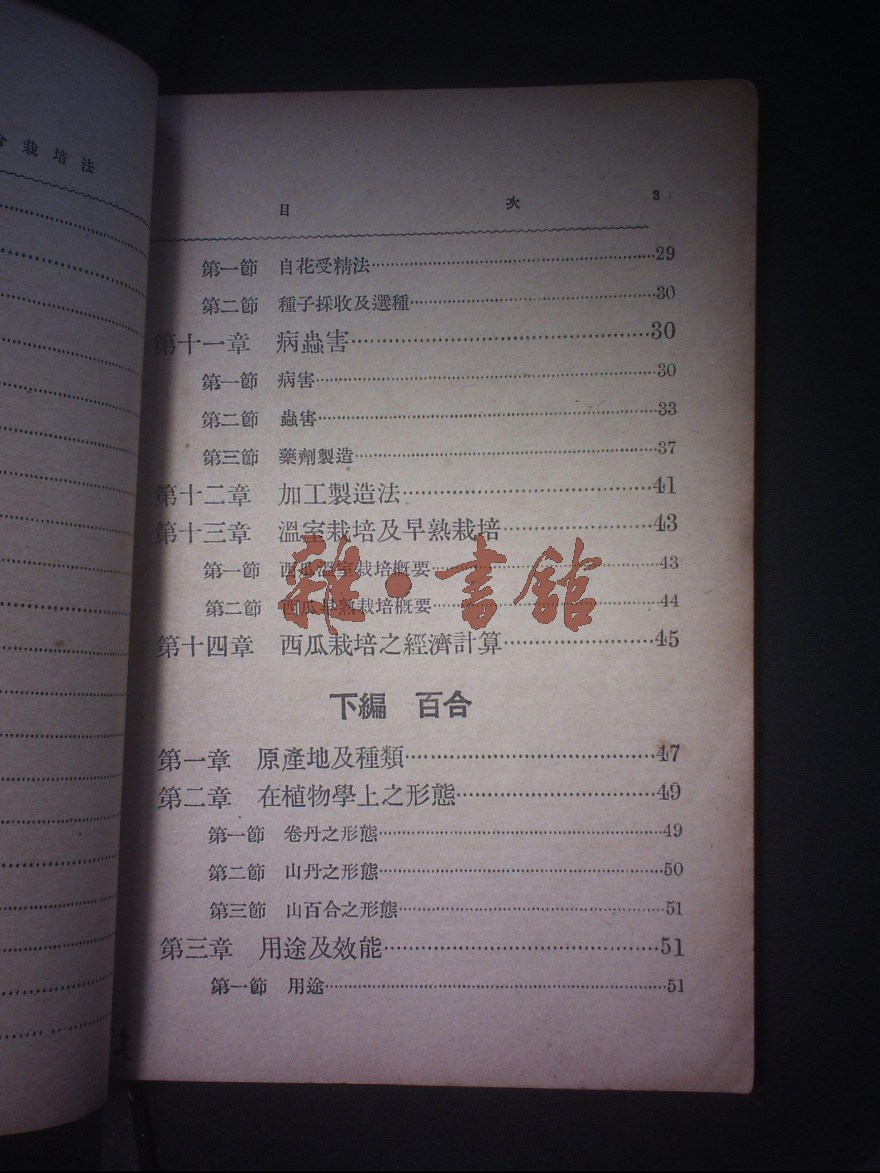 栽培法
目次 3
第一節 自花受精法…29
第二節 種子採收及選種…30
第十一章 病蟲害…30
第一節 病害…30
第二節 蟲害…33
第三節 藥劑製造…37
第十二章 加工製造法…41
第十三章 溫室栽培及早熟栽培…43
第一節 西瓜溫室栽培概要…43
第二節 西瓜早熟栽培概要…44
第十四章 西瓜栽培之經濟計算…45
雜·書館
下編 百合
第一章 原產地及種類…47
第二章 在植物學上之形態…49
第一節 卷丹之形態…49
第二節 山丹之形態…50
第三節 山百合之形態…51
第三章 用途及效能…51
第一節 用途…51